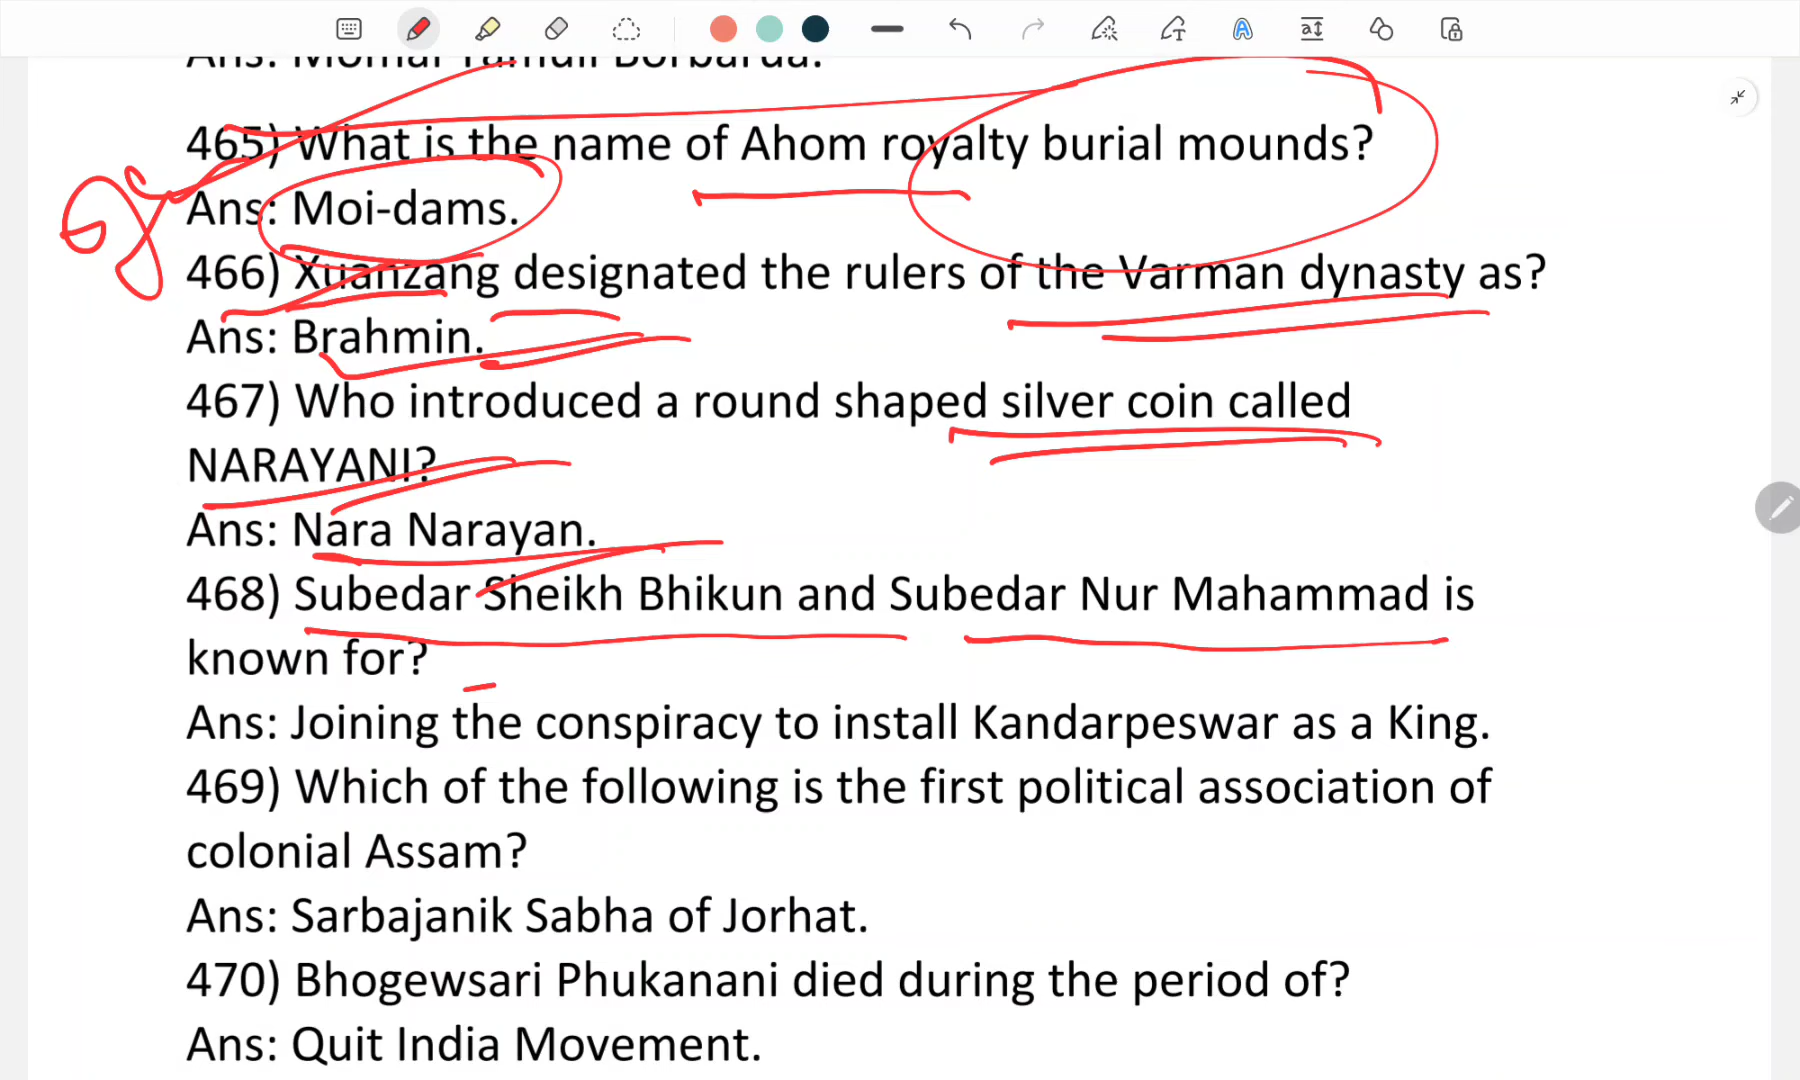 Ans: Momai Tamuli Borbarua.
465) What is the name of Ahom royalty burial mounds?
Ans: Moi-dams.
466) Xuanzang designated the rulers of the Varman dynasty as?
Ans: Brahmin.
467) Who introduced a round shaped silver coin called
NARAYANI?
Ans: Nara Narayan.
468) Subedar Sheikh Bhikun and Subedar Nur Mahammad is
known for?
Ans: Joining the conspiracy to install Kandarpeswar as a King.
469) Which of the following is the first political association of
colonial Assam?
Ans: Sarbajanik Sabha of Jorhat.
470) Bhogewsari Phukanani died during the period of?
Ans: Quit India Movement.